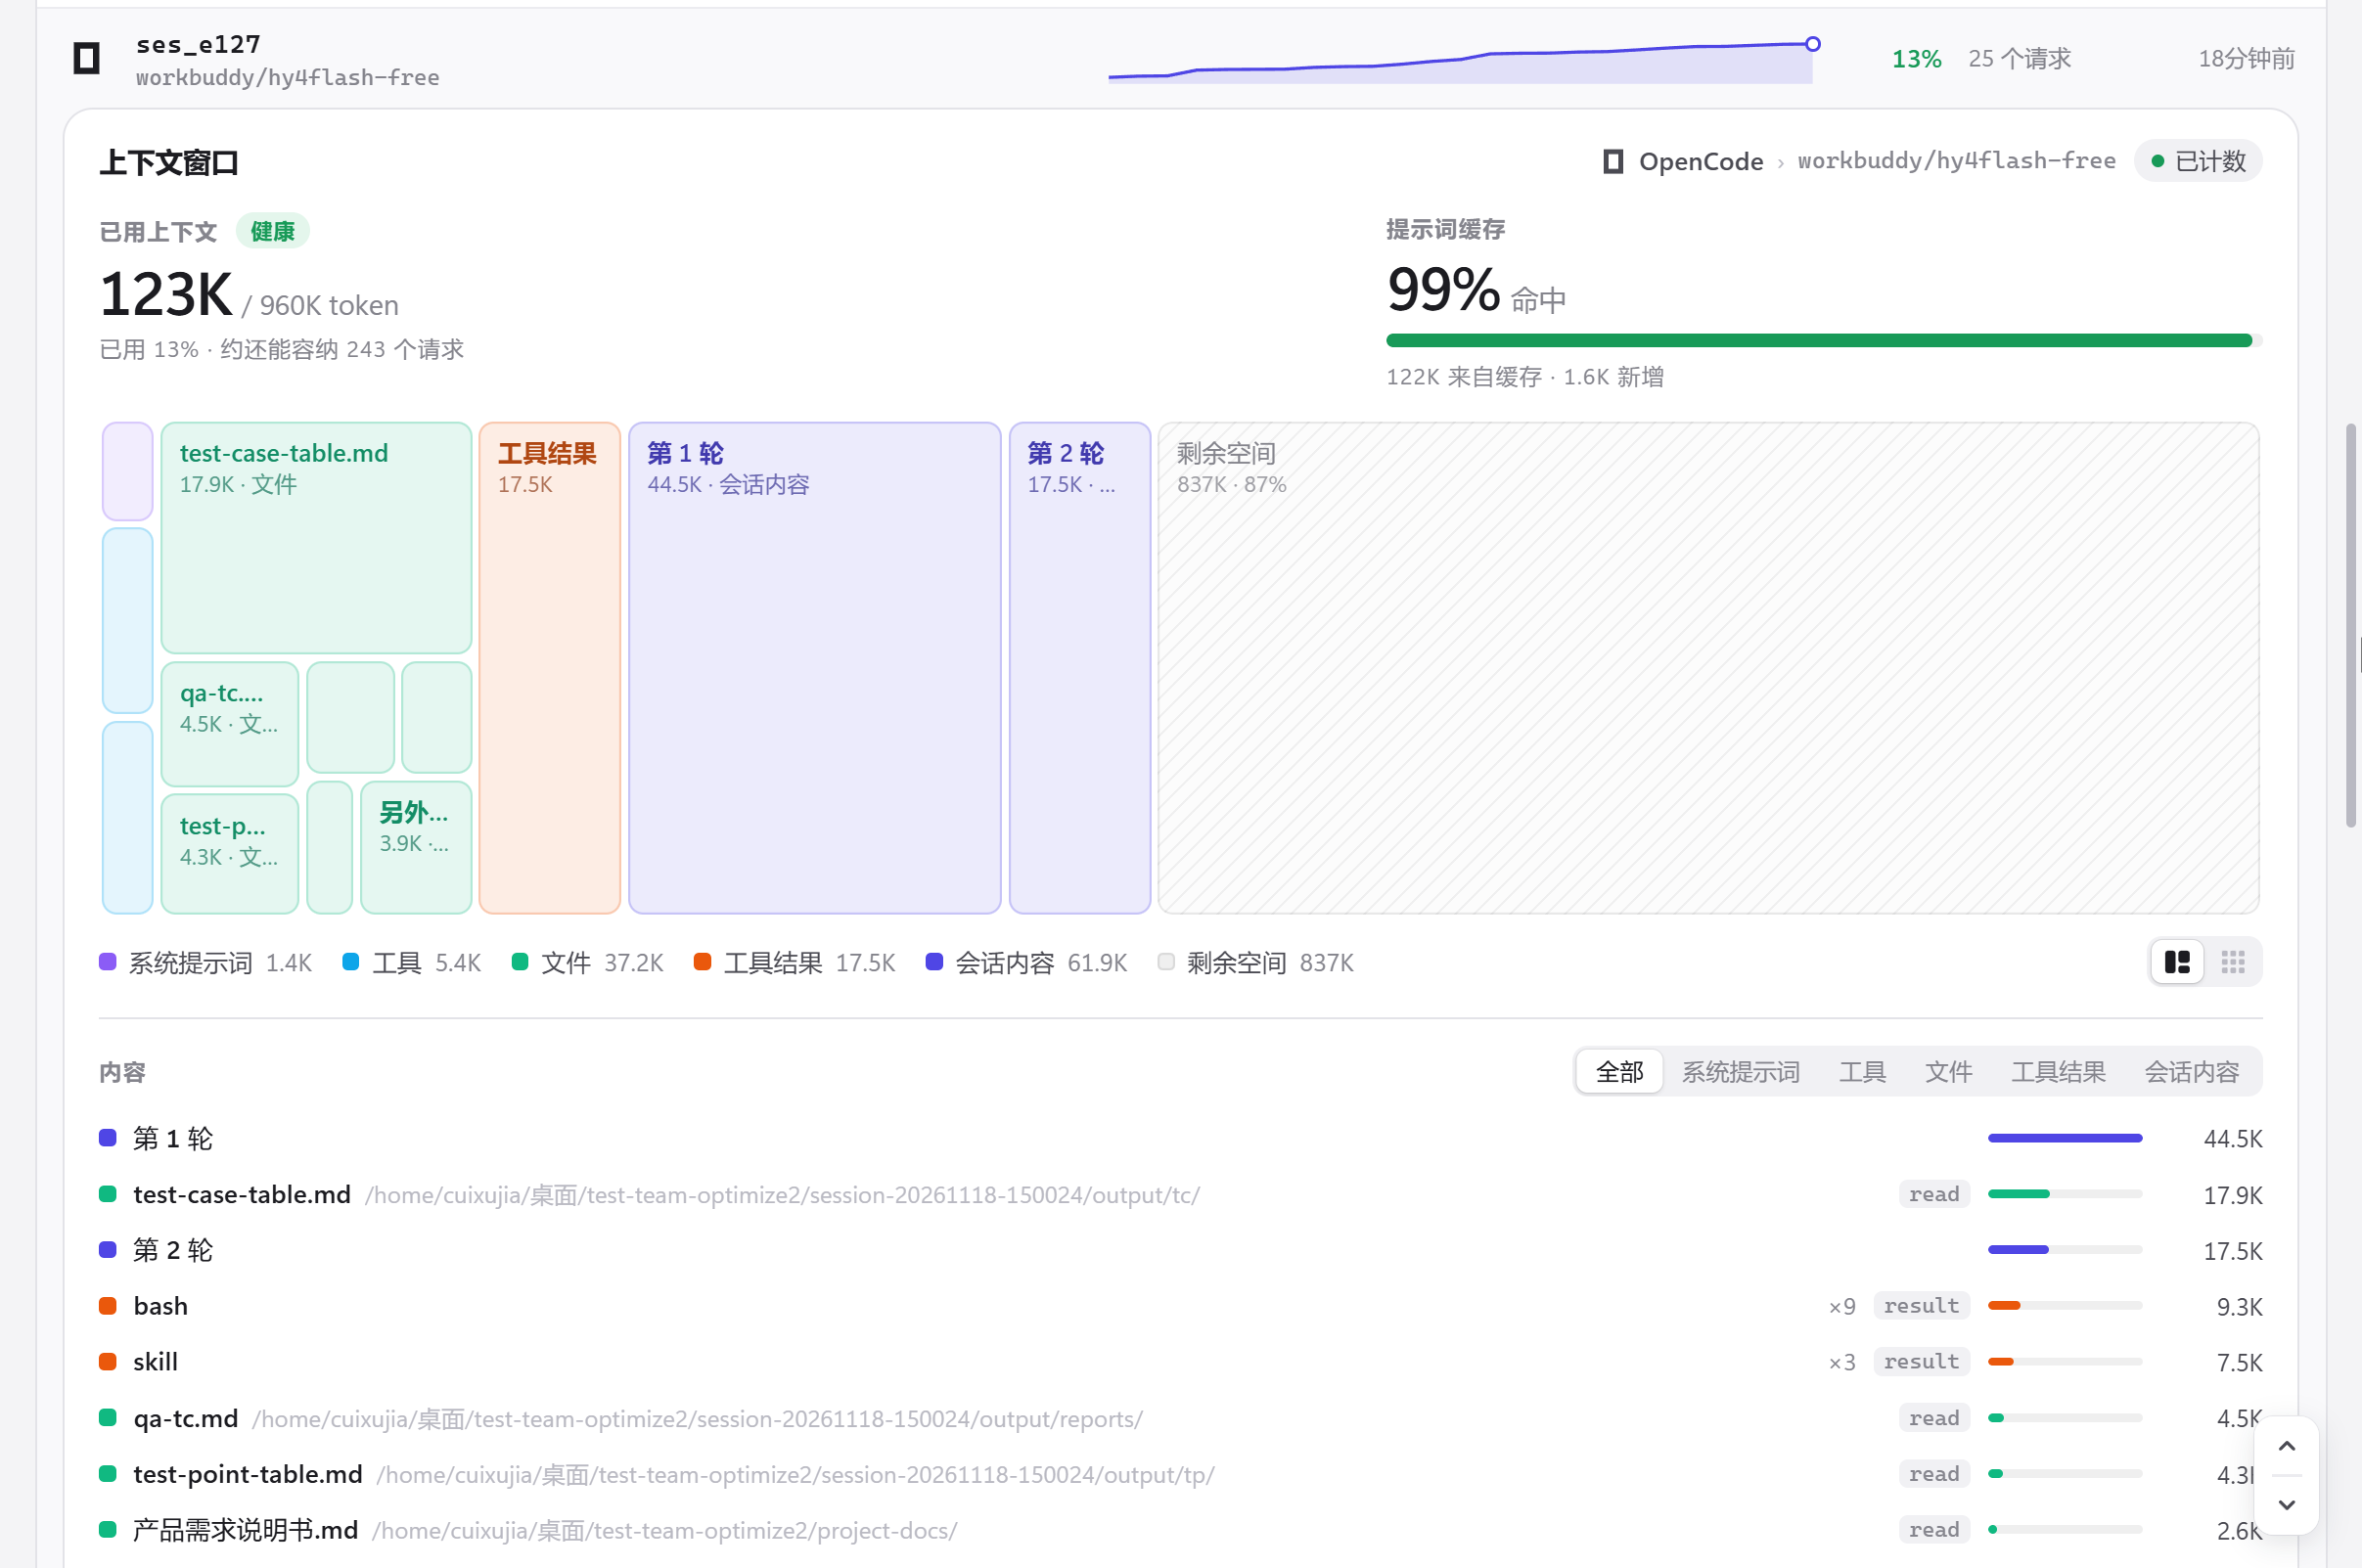 ses_e127
workbuddy/hy4flash-free
13% 25 个请求 18分钟前
上下文窗口
OpenCode › workbuddy/hy4flash-free 已计数
已用上下文 健康
123K / 960K token
已用 13% · 约还能容纳 243 个请求
提示词缓存
99% 命中
122K 来自缓存 · 1.6K 新增
test-case-table.md
17.9K · 文件
qa-tc....
4.5K · 文...
test-p...
4.3K · 文...
另外...
3.9K ·...
工具结果
17.5K
第 1 轮
44.5K · 会话内容
第 2 轮
17.5K · ...
剩余空间
837K · 87%
系统提示词 1.4K 工具 5.4K 文件 37.2K 工具结果 17.5K 会话内容 61.9K 剩余空间 837K
内容
全部 系统提示词 工具 文件 工具结果 会话内容
第 1 轮 44.5K
test-case-table.md /home/cuixujia/桌面/test-team-optimize2/session-20261118-150024/output/tc/ read 17.9K
第 2 轮 17.5K
bash ×9 result 9.3K
skill ×3 result 7.5K
qa-tc.md /home/cuixujia/桌面/test-team-optimize2/session-20261118-150024/output/reports/ read 4.5K
test-point-table.md /home/cuixujia/桌面/test-team-optimize2/session-20261118-150024/output/tp/ read 4.3K
产品需求说明书.md /home/cuixujia/桌面/test-team-optimize2/project-docs/ read 2.6K